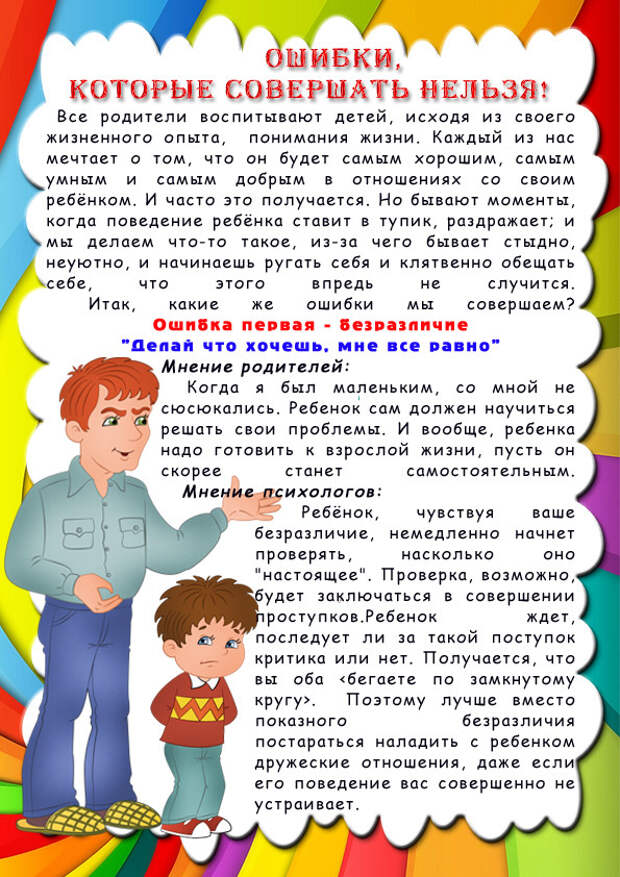 ОШИБКИ,
КОТОРЫЕ СОВЕРШАТЬ НЕЛЬЗЯ!
Все родители воспитывают детей, исходя из своего
жизненного опыта, понимания жизни. Каждый из нас
мечтает о том, что он будет самым хорошим, самым
умным и самым добрым в отношениях со своим
ребёнком. И часто это получается. Но бывают моменты,
когда поведение ребёнка ставит в тупик, раздражает; и
мы делаем что-то такое, из-за чего бывает стыдно,
неуютно, и начинаешь ругать себя и клятвенно обещать
себе, что этого впредь не случится.
Итак, какие же ошибки мы совершаем?
Ошибка первая - безразличие
"Делай что хочешь, мне все равно"
Мнение родителей:
Когда я был маленьким, со мной не
сюсюкались. Ребенок сам должен научиться
решать свои проблемы. И вообще, ребенка
надо готовить к взрослой жизни, пусть он
скорее станет самостоятельным.
Мнение психологов:
Ребёнок, чувствуя ваше
безразличие, немедленно начнет
проверять, насколько оно
"настоящее". Проверка, возможно,
будет заключаться в совершении
проступков.Ребенок ждет,
последует ли за такой поступок
критика или нет. Получается, что
вы оба <бегаете по замкнутому
кругу>. Поэтому лучше вместо
показного безразличия
постараться наладить с ребенком
дружеские отношения, даже если
его поведение вас совершенно не
устраивает.